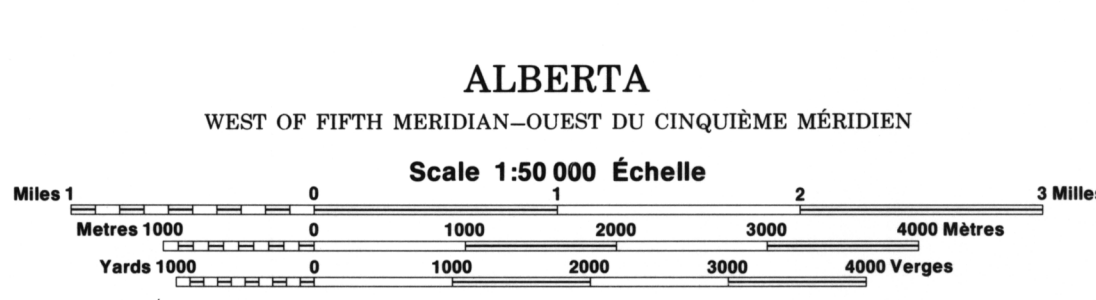 ALBERTA
WEST OF FIFTH MERIDIAN–OUEST DU CINQUIÈME MÉRIDIEN
Scale 1:50 000 Échelle
Miles 1 0 1 2 3 Milles
Metres 1000 0 1000 2000 3000 4000 Mètres
Yards 1000 0 1000 2000 3000 4000 Verges